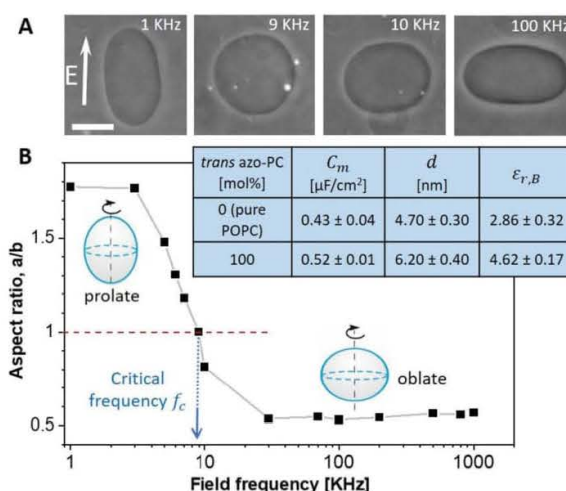 A
1 KHz
9 KHz
10 KHz
100 KHz
E
B
trans azo-PC [mol%]
C_m [µF/cm²]
d [nm]
ε_r,B
0 (pure POPC)
0.43 ± 0.04
4.70 ± 0.30
2.86 ± 0.32
100
0.52 ± 0.01
6.20 ± 0.40
4.62 ± 0.17
Aspect ratio, a/b
1.5
1
0.5
prolate
oblate
Critical
frequency f_c
1
10
100
1000
Field frequency [KHz]